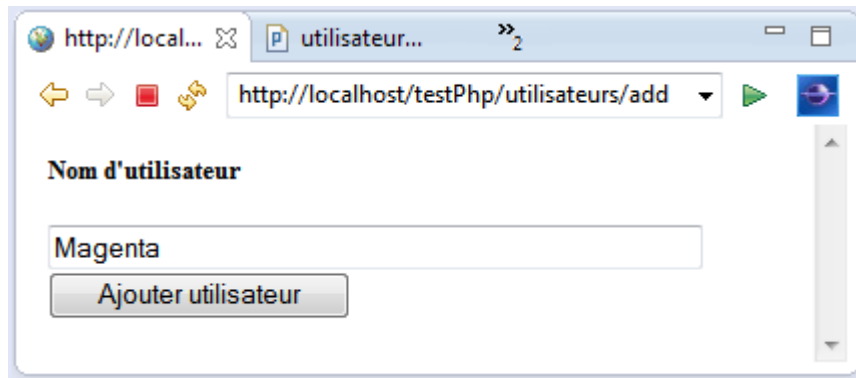 http://local... utilisateur... »2
http://localhost/testPhp/utilisateurs/add
Nom d'utilisateur
Magenta
Ajouter utilisateur